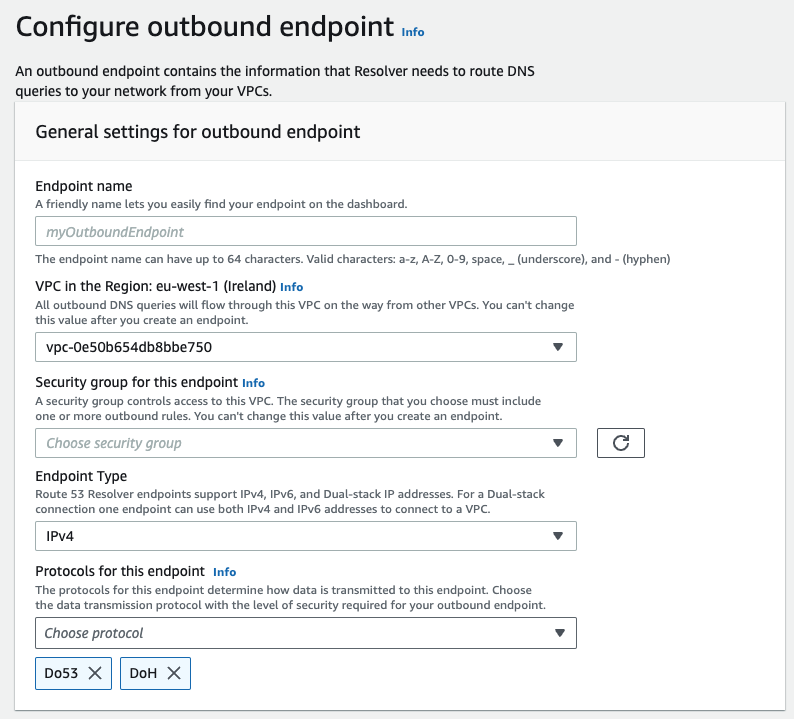 Configure outbound endpoint Info
An outbound endpoint contains the information that Resolver needs to route DNS
queries to your network from your VPCs.
General settings for outbound endpoint
Endpoint name
A friendly name lets you easily find your endpoint on the dashboard.
myOutboundEndpoint
The endpoint name can have up to 64 characters. Valid characters: a-z, A-Z, 0-9, space, _ (underscore), and - (hyphen)
VPC in the Region: eu-west-1 (Ireland) Info
All outbound DNS queries will flow through this VPC on the way from other VPCs. You can't change
this value after you create an endpoint.
vpc-0e50b654db8bbe750
Security group for this endpoint Info
A security group controls access to this VPC. The security group that you choose must include
one or more outbound rules. You can't change this value after you create an endpoint.
Choose security group
Endpoint Type
Route 53 Resolver endpoints support IPv4, IPv6, and Dual-stack IP addresses. For a Dual-stack
connection one endpoint can use both IPv4 and IPv6 addresses to connect to a VPC.
IPv4
Protocols for this endpoint Info
The protocols for this endpoint determine how data is transmitted to this endpoint. Choose
the data transmission protocol with the level of security required for your outbound endpoint.
Choose protocol
Do53 DoH